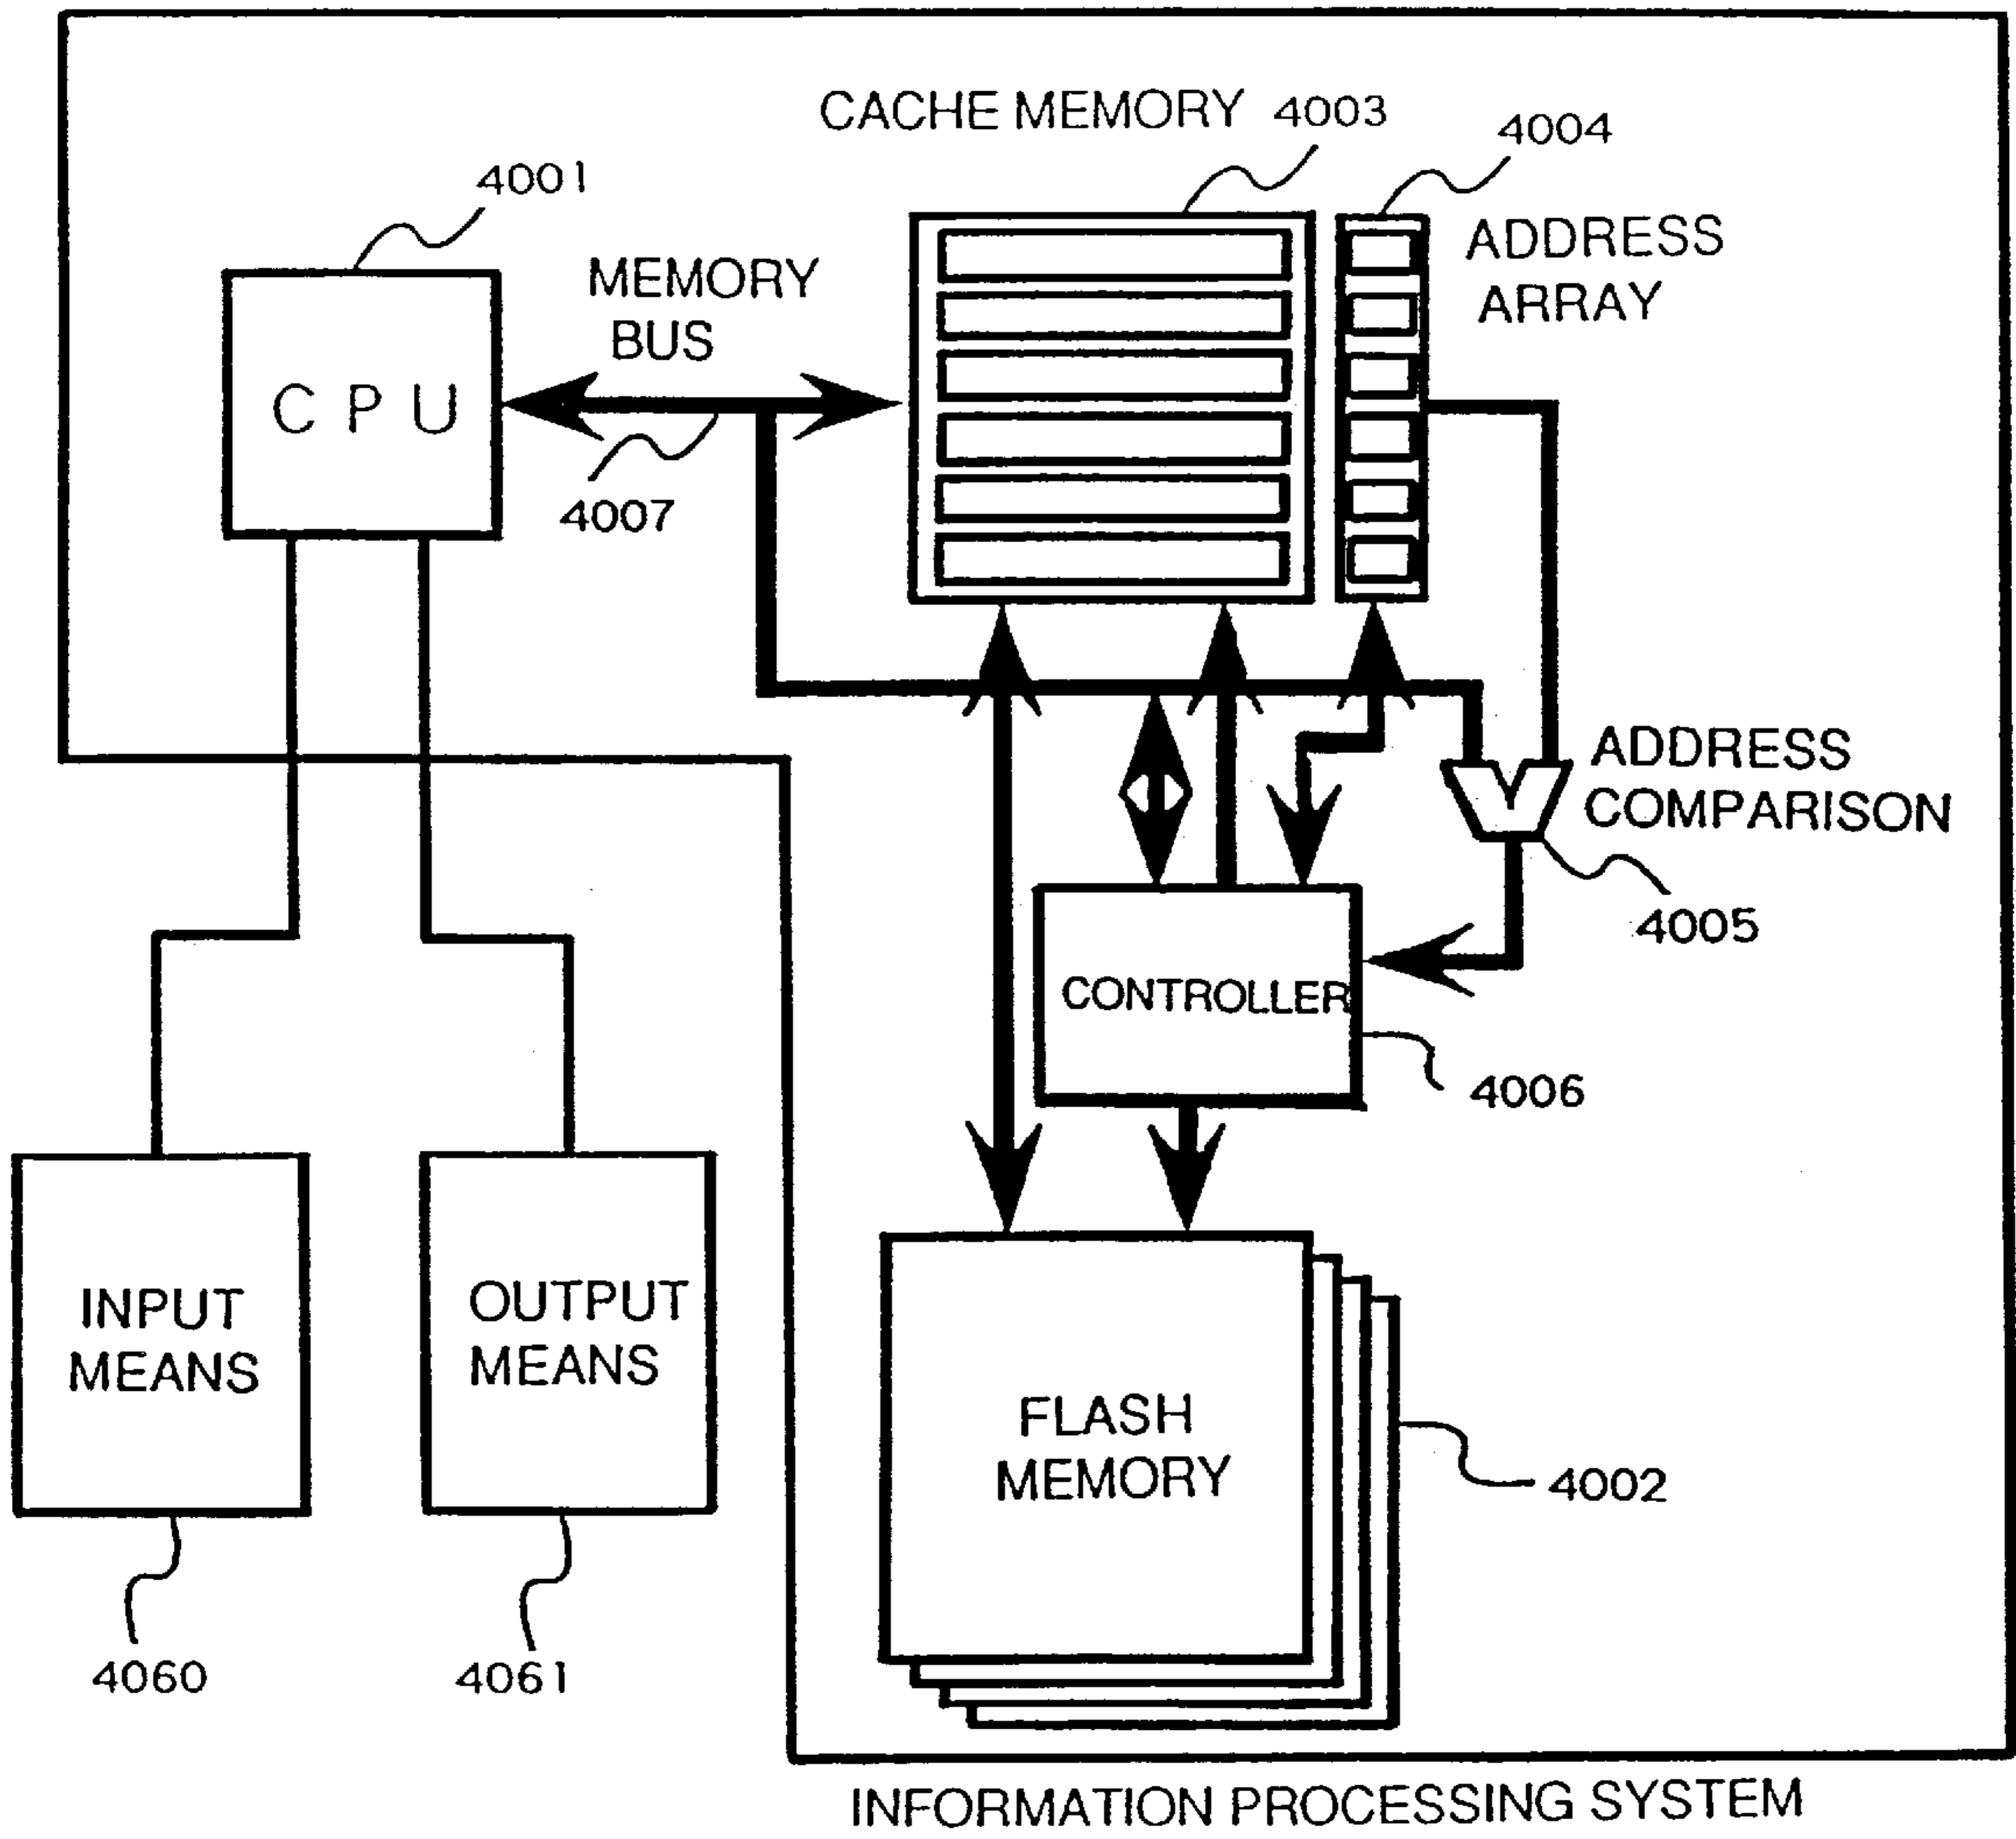 CACHE MEMORY 4003
4004
4001
ADDRESS
ARRAY
MEMORY
BUS
C P U
4007
ADDRESS
COMPARISON
4005
CONTROLLER
4006
INPUT
MEANS
OUTPUT
MEANS
FLASH
MEMORY
4002
4060
4061
INFORMATION PROCESSING SYSTEM